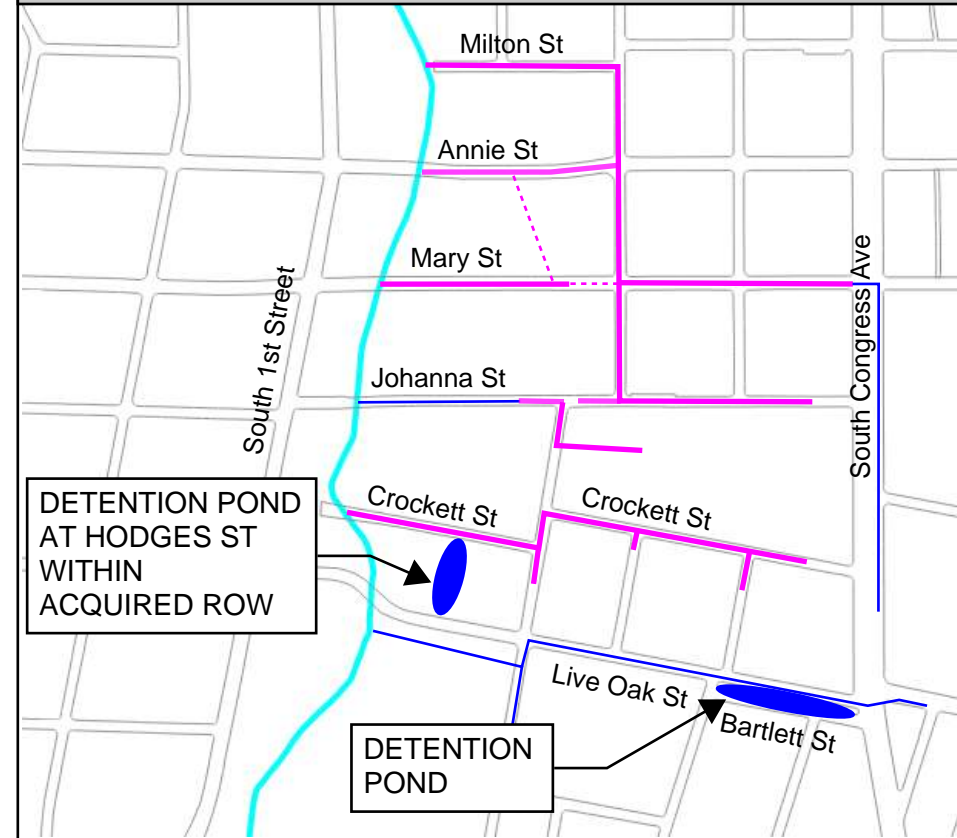 Milton St
Annie St
Mary St
South Congress Ave
South 1st Street
Johanna St
DETENTION POND
AT HODGES ST
WITHIN
ACQUIRED ROW
Crockett St
Crockett St
Live Oak St
Bartlett St
DETENTION
POND